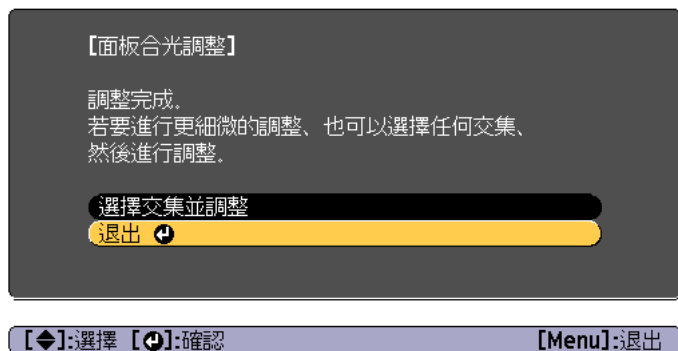 [面板合光調整]
調整完成.
若要進行更細微的調整、也可以選擇任何交集、
然後進行調整.
選擇交集並調整
退出
[◆]:選擇 [↵]:確認 [Menu]:退出